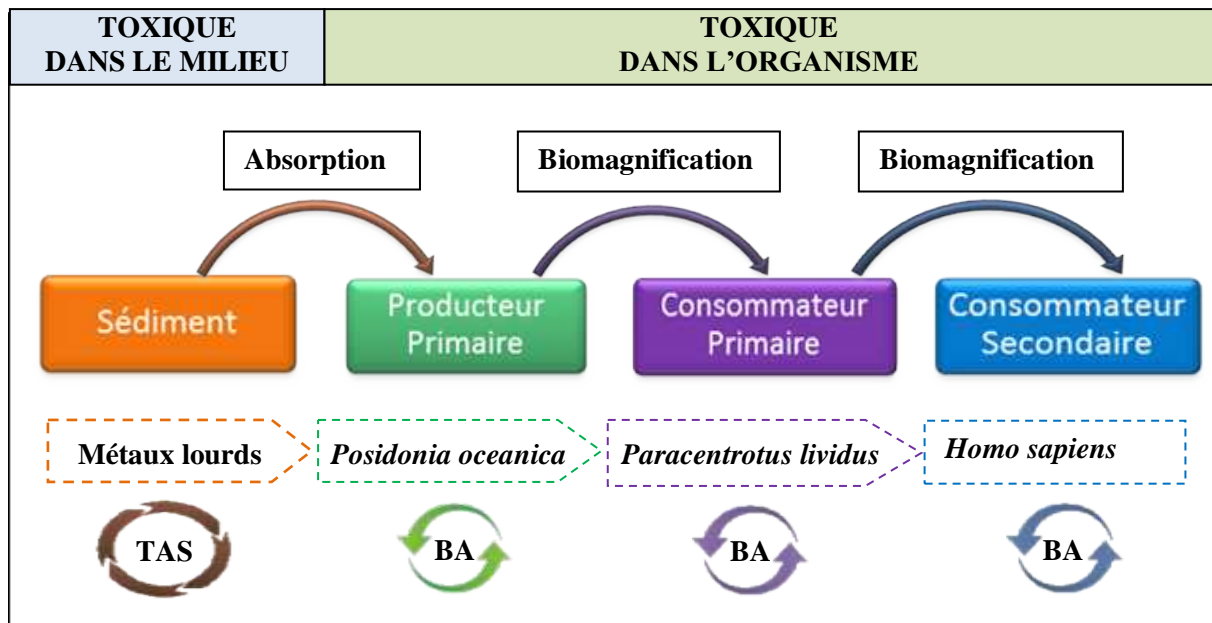 TOXIQUE
DANS LE MILIEU
TOXIQUE
DANS L'ORGANISME
Absorption
Biomagnification
Biomagnification
Sédiment
Producteur
Primaire
Consommateur
Primaire
Consommateur
Secondaire
Métaux lourds
Posidonia oceanica
Paracentrotus lividus
Homo sapiens
TAS
BA
BA
BA